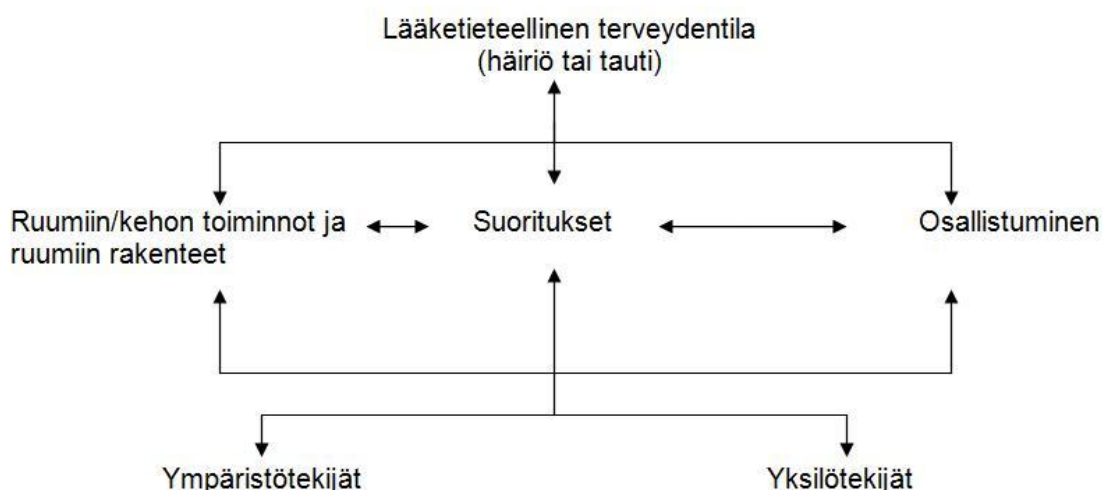 Lääketieteellinen terveydentila
(häiriö tai tauti)
Ruumiin/kehon toiminnot ja
ruumiin rakenteet
Suoritukset
Osallistuminen
Ympäristötekijät
Yksilötekijät